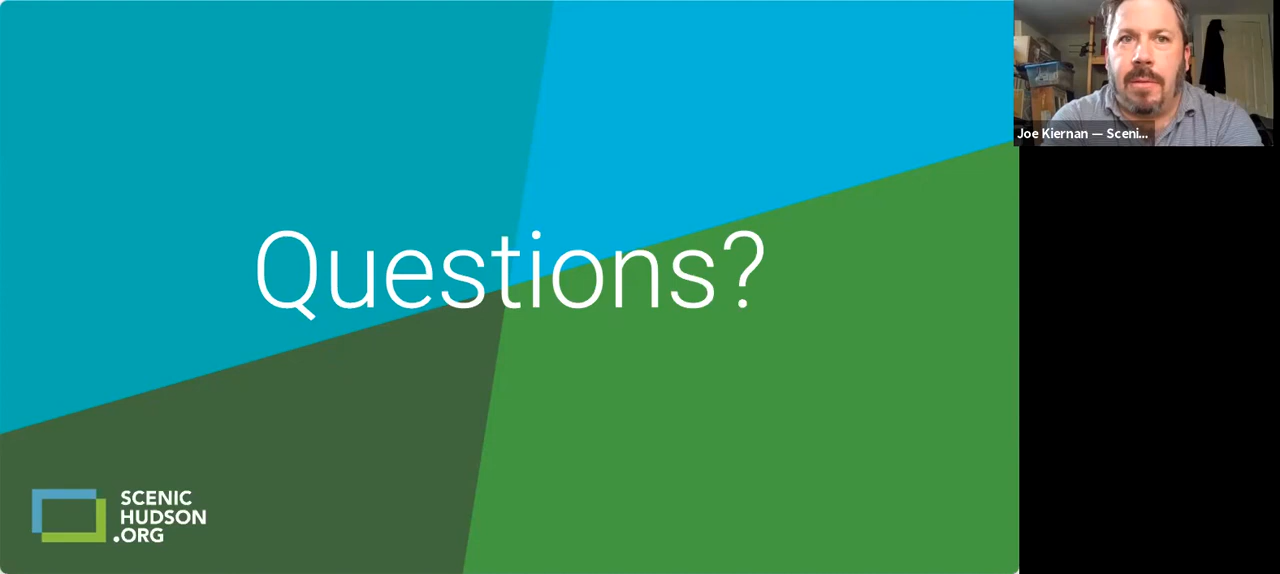 Joe Kiernan — Sceni...
Questions?
SCENIC
HUDSON
.ORG